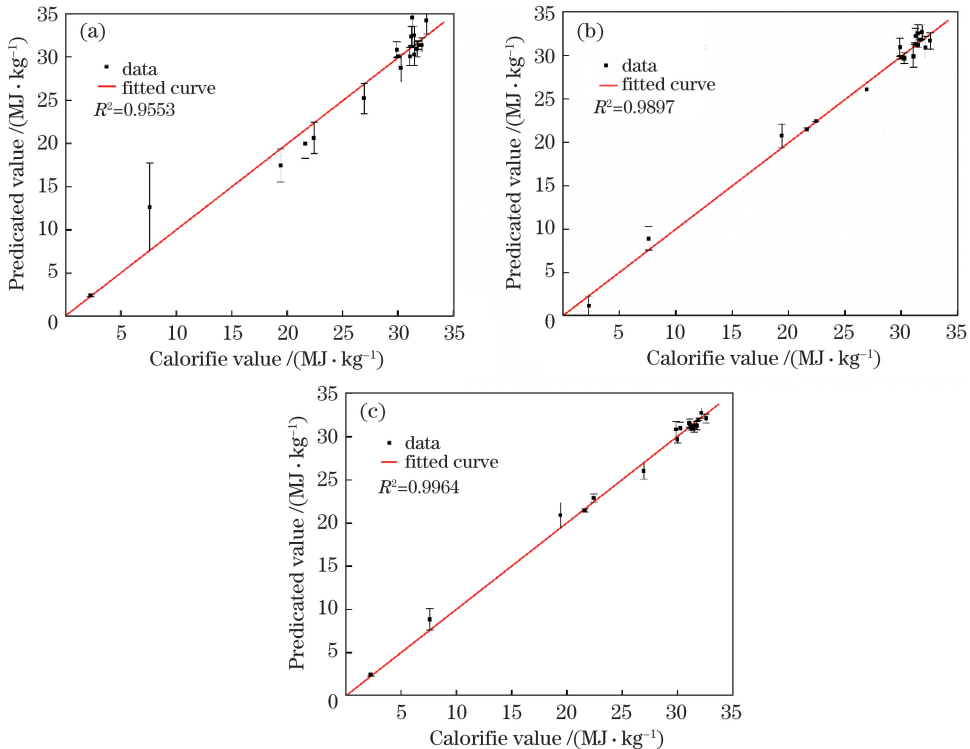 (a)
data
fitted curve
R²=0.9553
Predicated value /(MJ · kg⁻¹)
35
30
25
20
15
10
5
0
5
10
15
20
25
30
35
Calorifie value /(MJ · kg⁻¹)
(b)
data
fitted curve
R²=0.9897
Predicated value /(MJ · kg⁻¹)
35
30
25
20
15
10
5
0
5
10
15
20
25
30
35
Calorifie value /(MJ · kg⁻¹)
(c)
data
fitted curve
R²=0.9964
Predicated value /(MJ · kg⁻¹)
35
30
25
20
15
10
5
0
5
10
15
20
25
30
35
Calorifie value /(MJ · kg⁻¹)